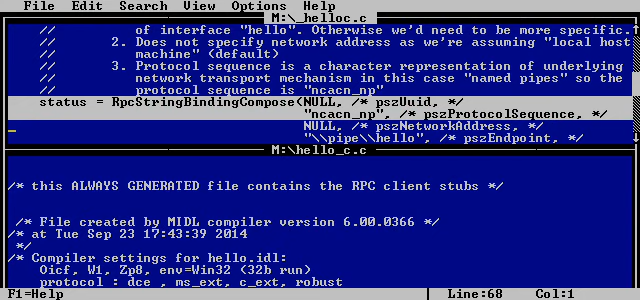 File Edit Search View Options Help
M:\_helloc.c
// of interface "hello". Otherwise we'd need to be more specific.
// 2. Does not specify network address as we're assuming "local host
// machine" (default)
// 3. Protocol sequence is a character representation of underlying
// network transport mechanism in this case "named pipes" so the
// protocol sequence is "ncacn_np"
status = RpcStringBindingCompose(NULL, /* pszUuid, */
"ncacn_np", /* pszProtocolSequence, */
NULL, /* pszNetworkAddress, */
"\\pipe\\hello", /* pszEndpoint, */
M:\hello_c.c
/* this ALWAYS GENERATED file contains the RPC client stubs */
/* File created by MIDL compiler version 6.00.0366 */
/* at Tue Sep 23 17:43:39 2014
*/
/* Compiler settings for hello.idl:
Oicf, W1, Zp8, env=Win32 (32b run)
protocol : dce , ms_ext, c_ext, robust
F1=Help Line:68 Col:1